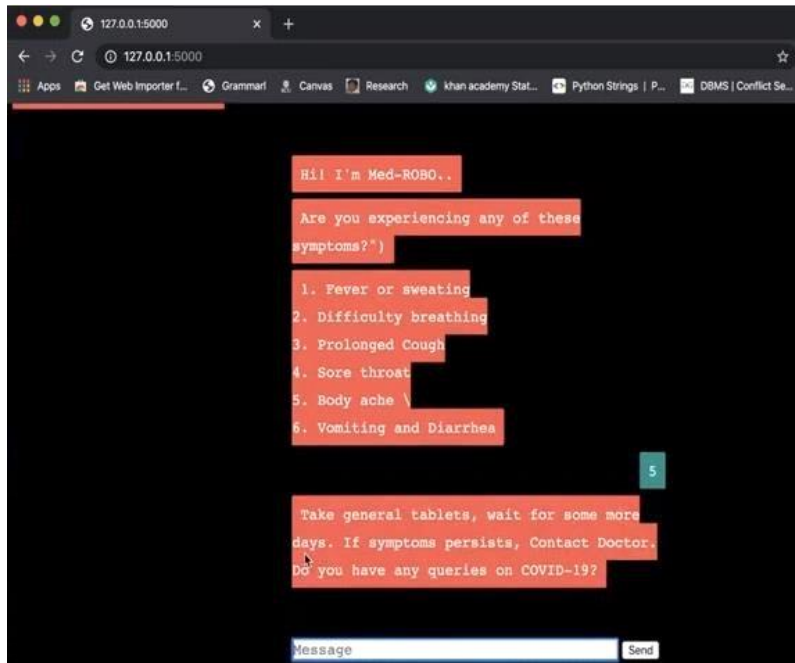 127.0.0.1:5000
127.0.0.1:5000
Apps Get Web Importer f... Grammarl Canvas Research khan academy Stat... Python Strings | P... DBMS | Conflict Se...
Hi! I'm Med-ROBO..
Are you experiencing any of these
symptoms?")
1. Fever or sweating
2. Difficulty breathing
3. Prolonged Cough
4. Sore throat
5. Body ache \
6. Vomiting and Diarrhea
5
Take general tablets, wait for some more
days. If symptoms persists, Contact Doctor.
Do you have any queries on COVID-19?
Message Send